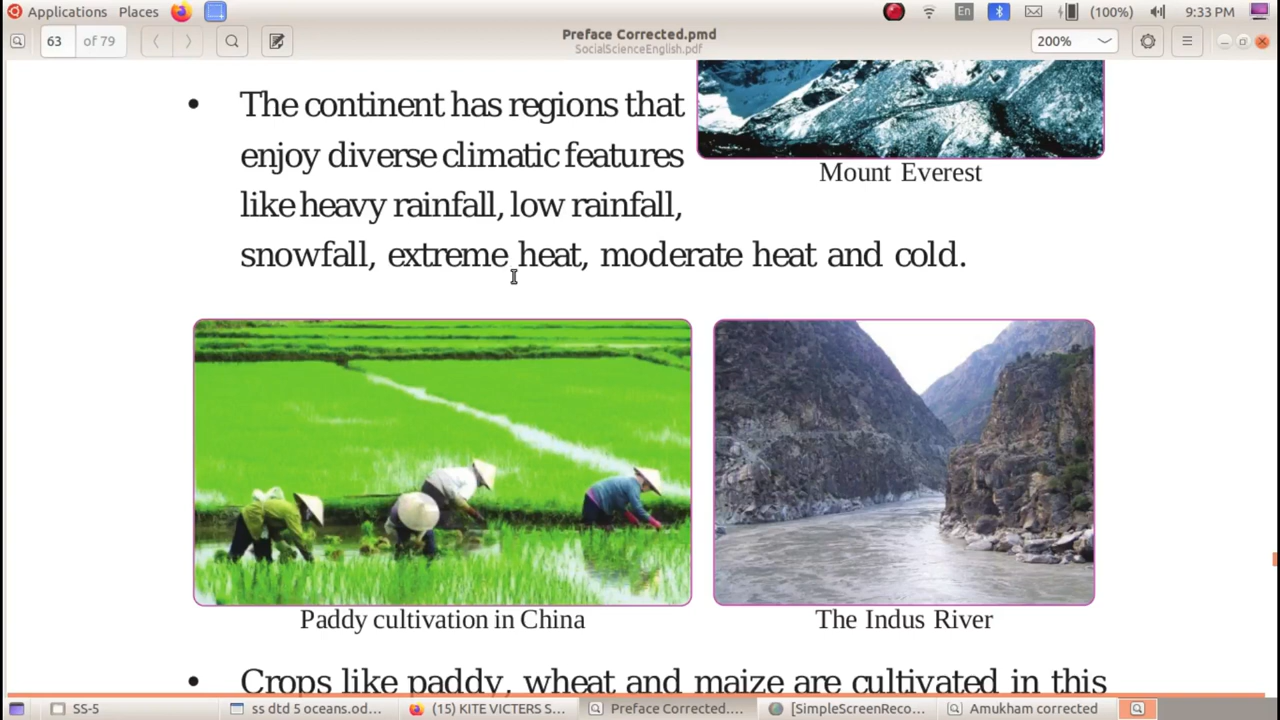 Applications Places En (100%) 9:33 PM
63 of 79 Preface Corrected.pmd 200%
SocialScienceEnglish.pdf
• The continent has regions that
enjoy diverse climatic features
like heavy rainfall, low rainfall,
snowfall, extreme heat, moderate heat and cold.
Mount Everest
Paddy cultivation in China
The Indus River
• Crops like paddy, wheat and maize are cultivated in this
SS-5 ss dtd 5 oceans.od... (15) KITE VICTERS S... Preface Corrected.... [SimpleScreenReco... Amukham corrected